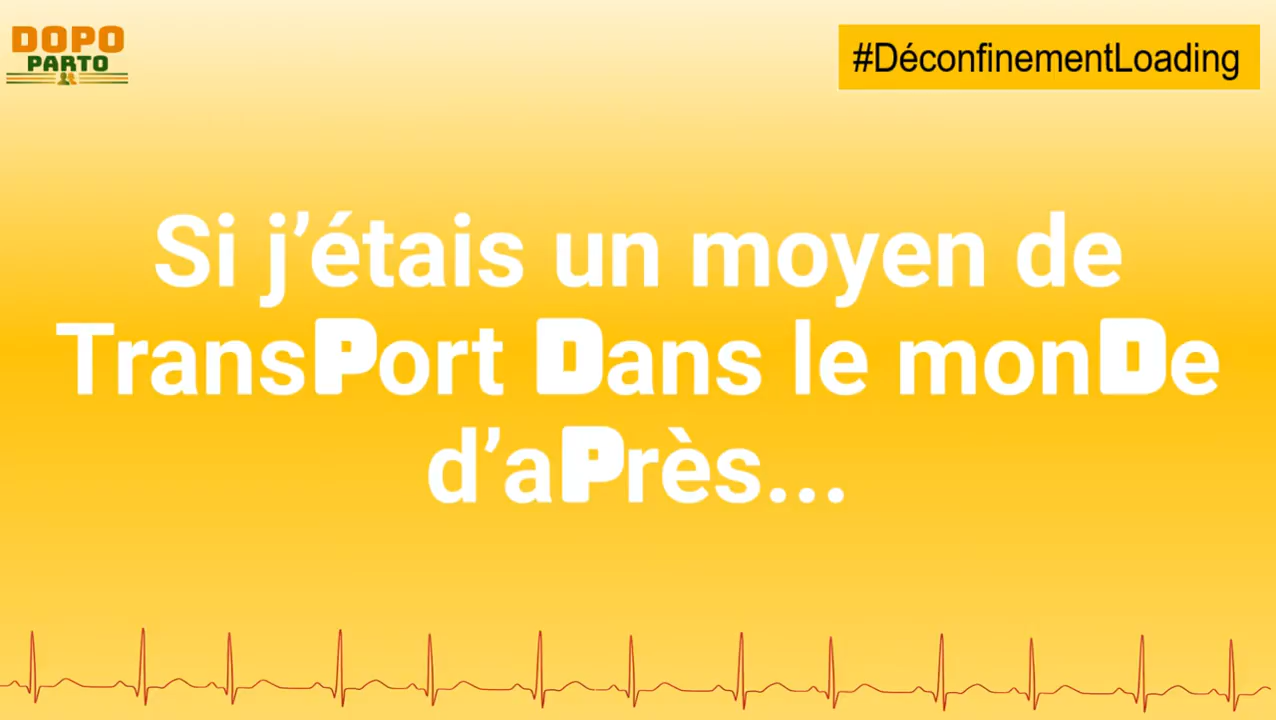 DOPO
PARTO
#DéconfinementLoading
Si j’étais un moyen de
TransPort Dans le monDe
d’aPrès...